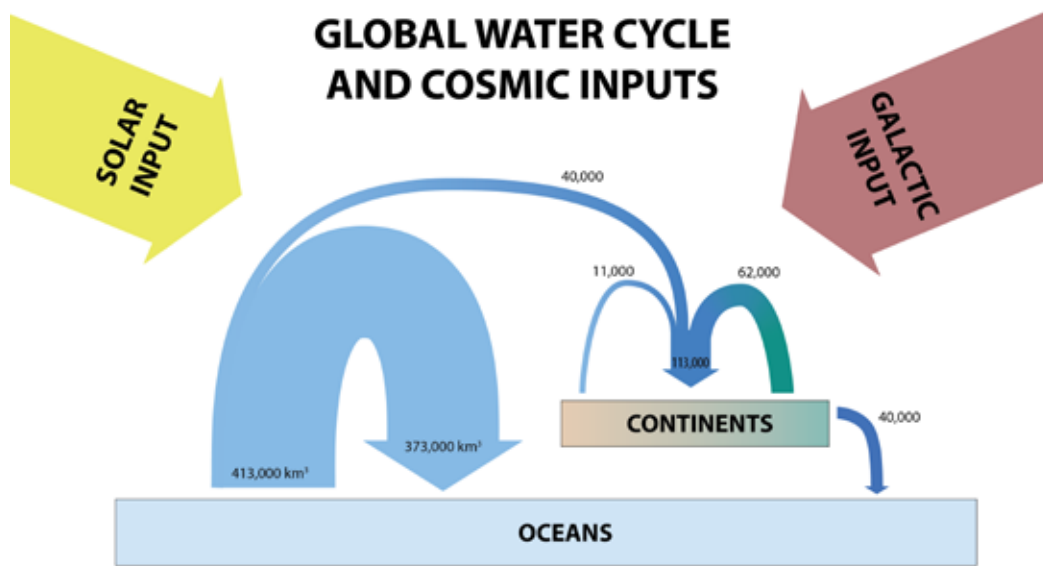 GLOBAL WATER CYCLE
AND COSMIC INPUTS
SOLAR
INPUT
GALACTIC
INPUT
40,000
11,000
62,000
113,000
CONTINENTS
40,000
373,000 km³
413,000 km³
OCEANS